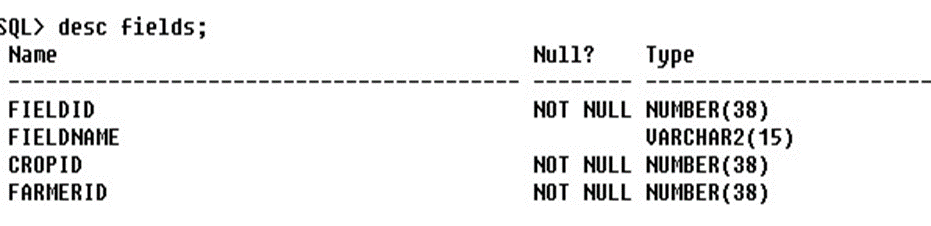 SQL> desc fields;
Name Null? Type
----------------------------------------- -------- ----------------------
FIELDID NOT NULL NUMBER(38)
FIELDNAME VARCHAR2(15)
CROPID NOT NULL NUMBER(38)
FARMERID NOT NULL NUMBER(38)